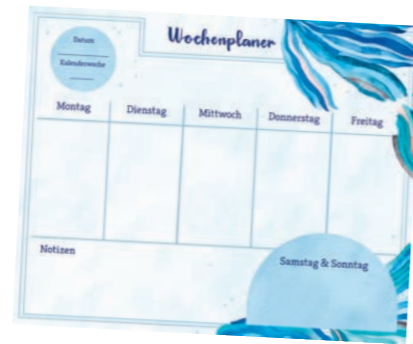 Wochenplaner
Datum
Kalenderwoche
Montag Dienstag Mittwoch Donnerstag Freitag
Notizen
Samstag & Sonntag